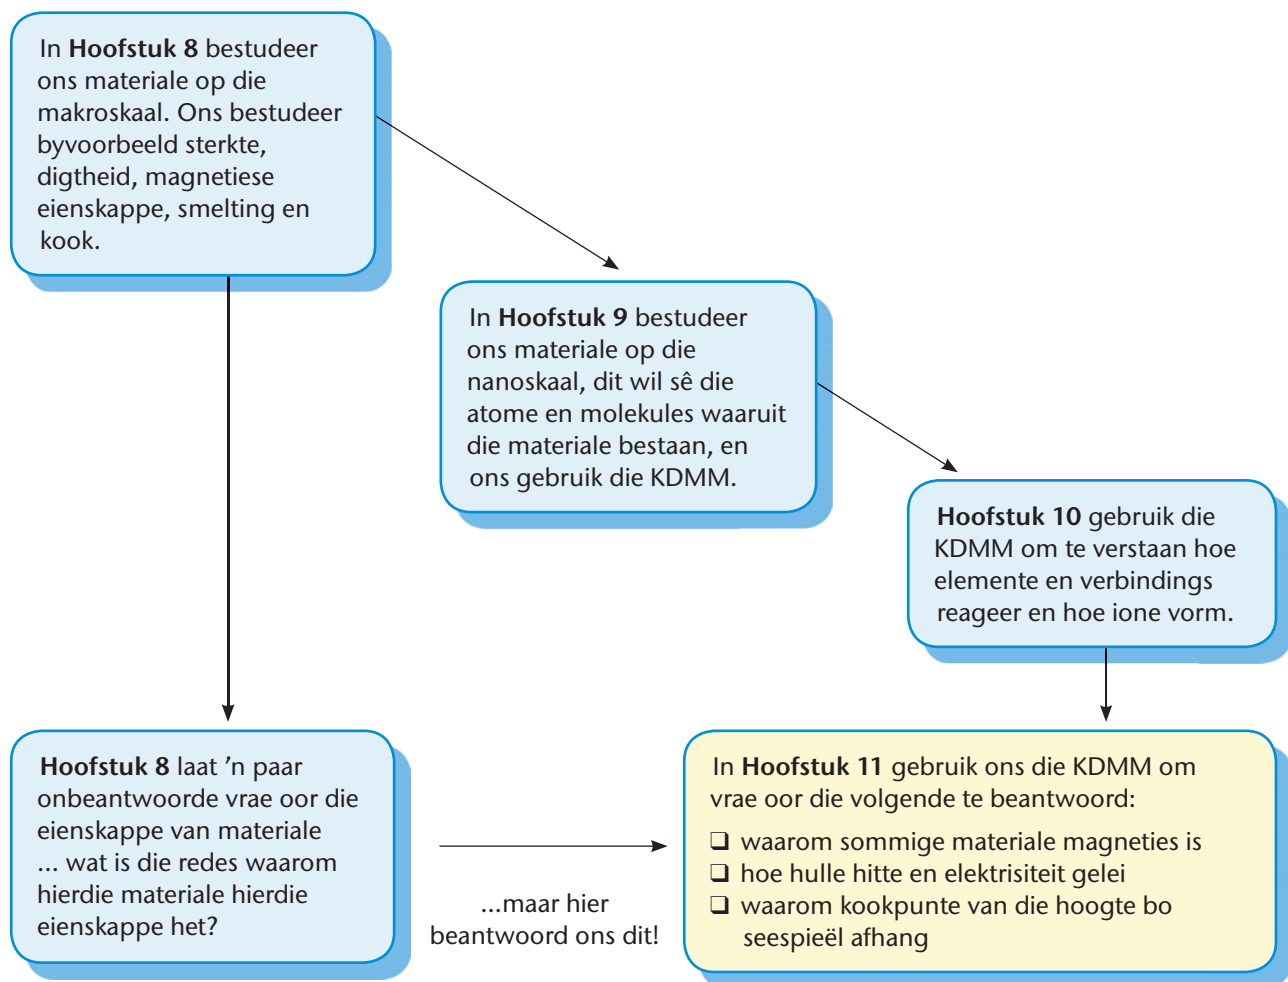 In Hoofstuk 8 bestudeer
ons materiale op die
makroskaal. Ons bestudeer
byvoorbeeld sterkte,
digtheid, magnetiese
eienskappe, smelting en
kook.
In Hoofstuk 9 bestudeer
ons materiale op die
nanoskaal, dit wil sê die
atome en molekules waaruit
die materiale bestaan, en
ons gebruik die KDMM.
Hoofstuk 10 gebruik die
KDMM om te verstaan hoe
elemente en verbindings
reageer en hoe ione vorm.
Hoofstuk 8 laat ’n paar
onbeantwoorde vrae oor die
eienskappe van materiale
... wat is die redes waarom
hierdie materiale hierdie
eienskappe het?
...maar hier
beantwoord ons dit!
In Hoofstuk 11 gebruik ons die KDMM om
vrae oor die volgende te beantwoord:
❑ waarom sommige materiale magneties is
❑ hoe hulle hitte en elektrisiteit gelei
❑ waarom kookpunte van die hoogte bo
seespieël afhang